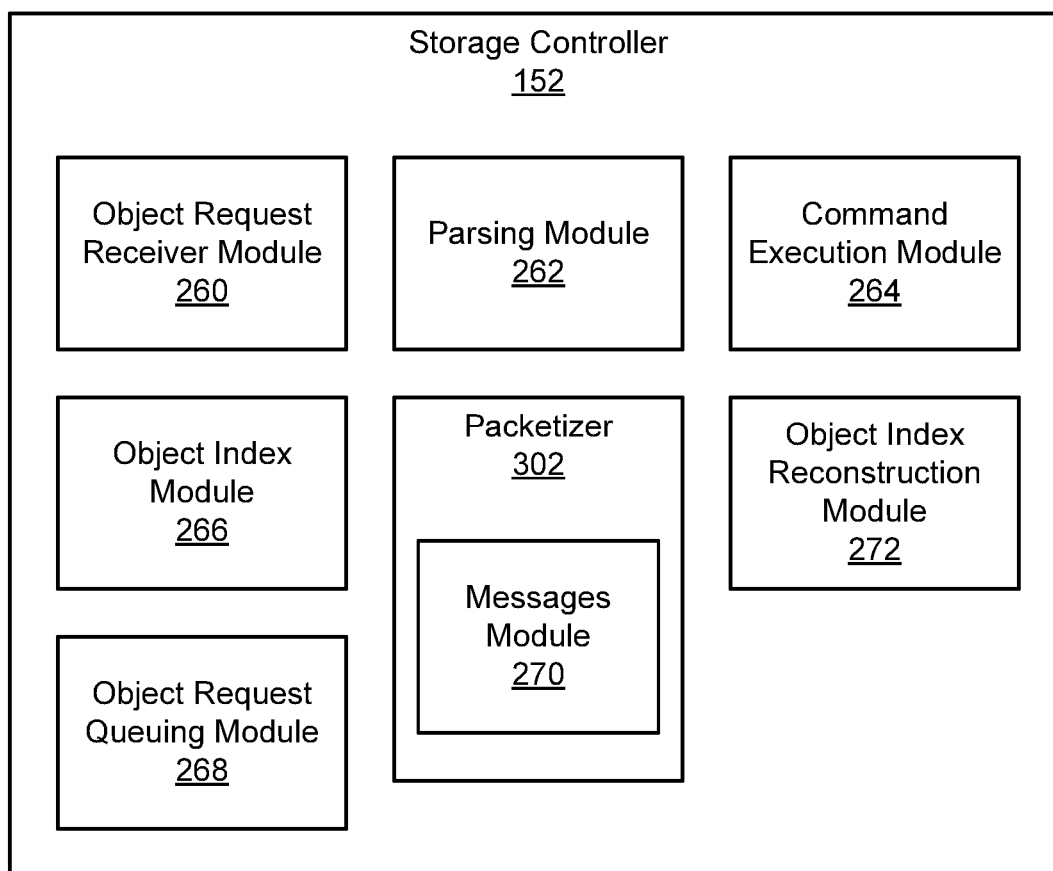 Storage Controller
152
Object Request
Receiver Module
260
Parsing Module
262
Command
Execution Module
264
Object Index
Module
266
Packetizer
302
Messages
Module
270
Object Index
Reconstruction
Module
272
Object Request
Queuing Module
268